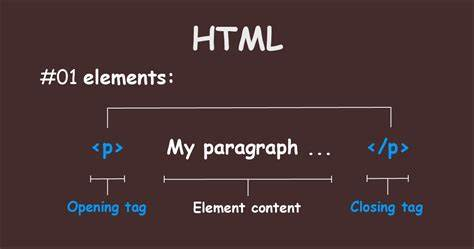 HTML
#01 elements:
<p> My paragraph ... </p>
Opening tag Element content Closing tag